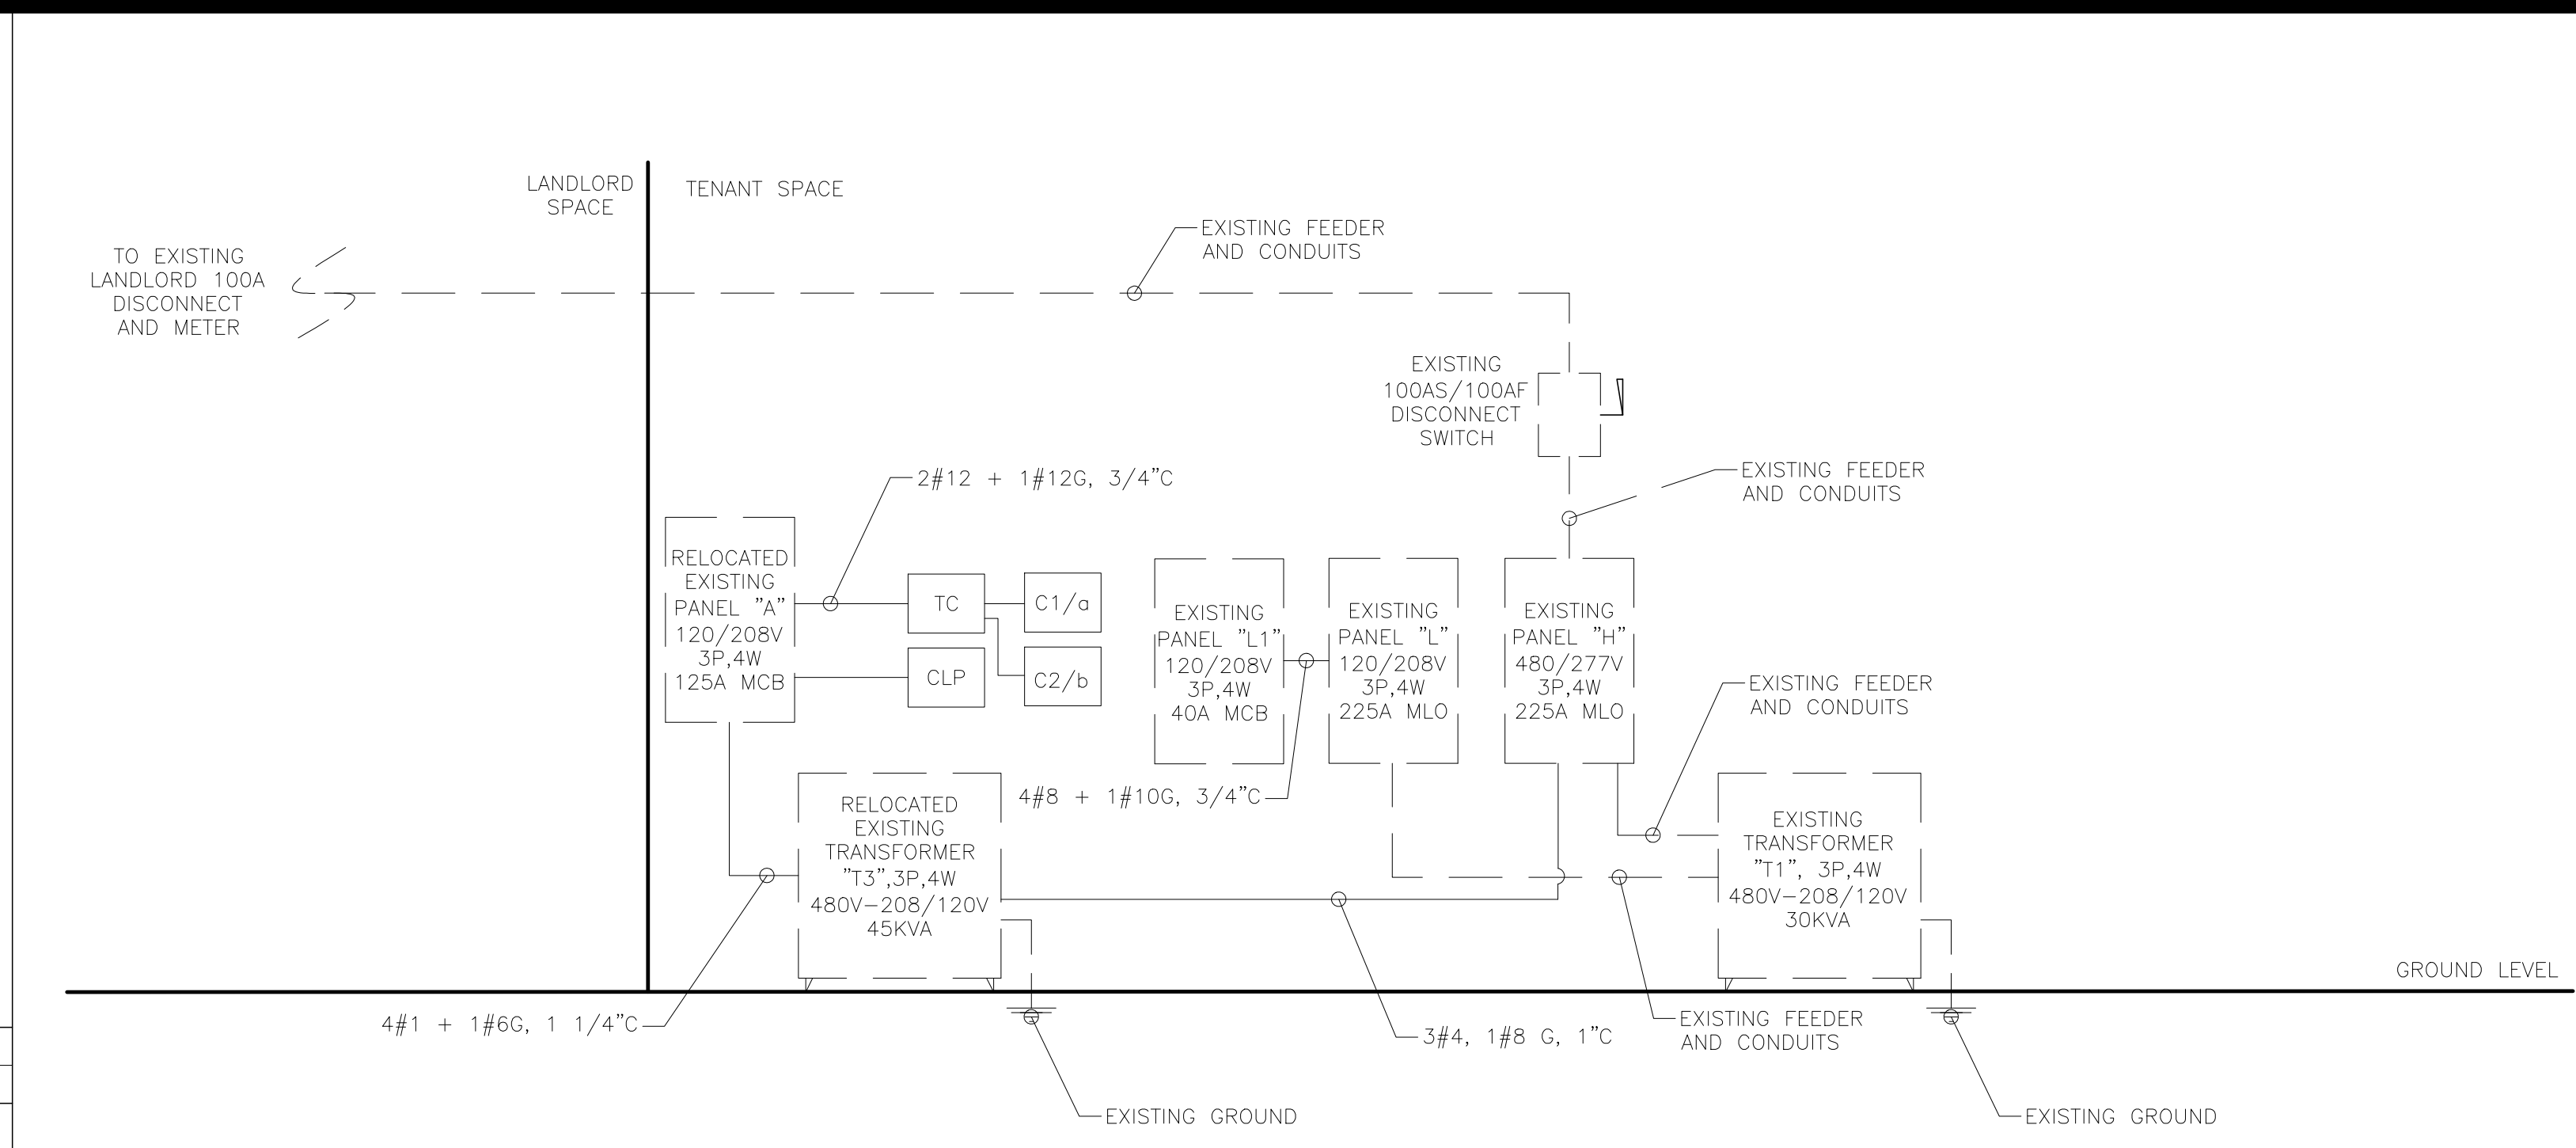 LANDLORD
SPACE
TENANT SPACE
TO EXISTING
LANDLORD 100A
DISCONNECT
AND METER
EXISTING FEEDER
AND CONDUITS
EXISTING
100AS/100AF
DISCONNECT
SWITCH
EXISTING FEEDER
AND CONDUITS
2#12 + 1#12G, 3/4"C
RELOCATED
EXISTING
PANEL "A"
120/208V
3P,4W
125A MCB
TC
C1/a
CLP
C2/b
EXISTING
PANEL "L1"
120/208V
3P,4W
40A MCB
EXISTING
PANEL "L"
120/208V
3P,4W
225A MLO
EXISTING
PANEL "H"
480/277V
3P,4W
225A MLO
EXISTING FEEDER
AND CONDUITS
4#8 + 1#10G, 3/4"C
RELOCATED
EXISTING
TRANSFORMER
"T3",3P,4W
480V-208/120V
45KVA
EXISTING
TRANSFORMER
"T1", 3P,4W
480V-208/120V
30KVA
GROUND LEVEL
4#1 + 1#6G, 1 1/4"C
3#4, 1#8 G, 1"C
EXISTING FEEDER
AND CONDUITS
EXISTING GROUND
EXISTING GROUND